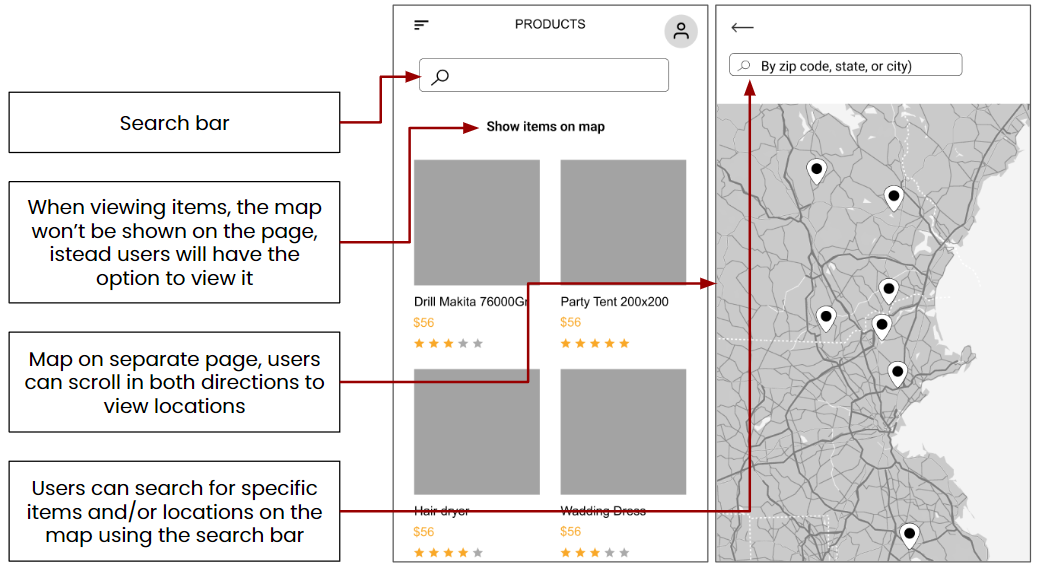 Search bar
When viewing items, the map
won't be shown on the page,
istead users will have the
option to view it
Map on separate page, users
can scroll in both directions to
view locations
Users can search for specific
items and/or locations on the
map using the search bar
PRODUCTS
Show items on map
Drill Makita 76000Gr
$56
Party Tent 200x200
$56
Hair dryer
$56
Wadding Dress
$56
By zip code, state, or city)